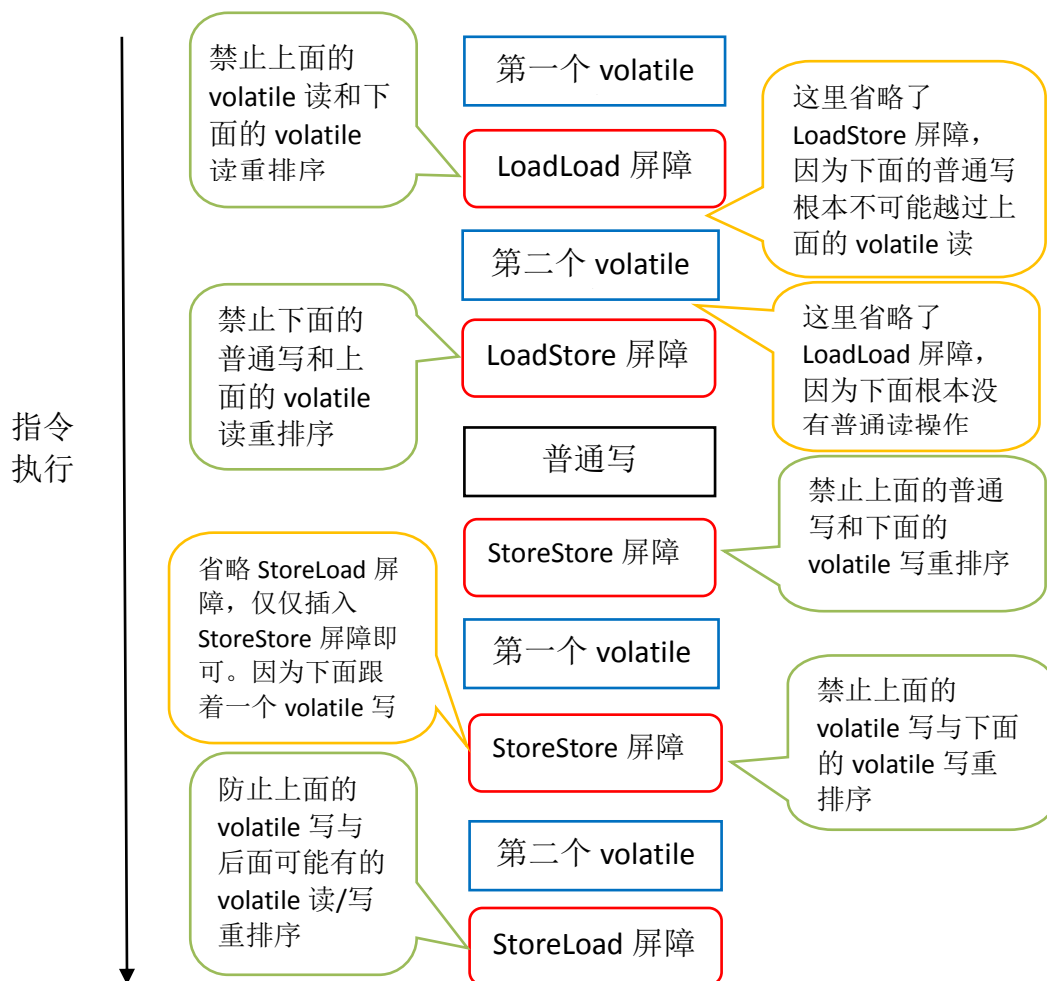 禁止上面的
volatile 读和下
面的 volatile
读重排序
第一个 volatile
这里省略了
LoadStore 屏障，
因为下面的普通写
根本不可能越过上
面的 volatile 读
LoadLoad 屏障
第二个 volatile
禁止下面的
普通写和上
面的 volatile
读重排序
LoadStore 屏障
这里省略了
LoadLoad 屏障，
因为下面根本没
有普通读操作
指令
执行
普通写
禁止上面的普通
写和下面的
volatile 写重排序
StoreStore 屏障
省略 StoreLoad 屏
障，仅仅插入
StoreStore 屏障即
可。因为下面跟
着一个 volatile 写
第一个 volatile
禁止上面的
volatile 写与下面
的 volatile 写重
排序
StoreStore 屏障
防止上面的
volatile 写与
后面可能有的
volatile 读/写
重排序
第二个 volatile
StoreLoad 屏障